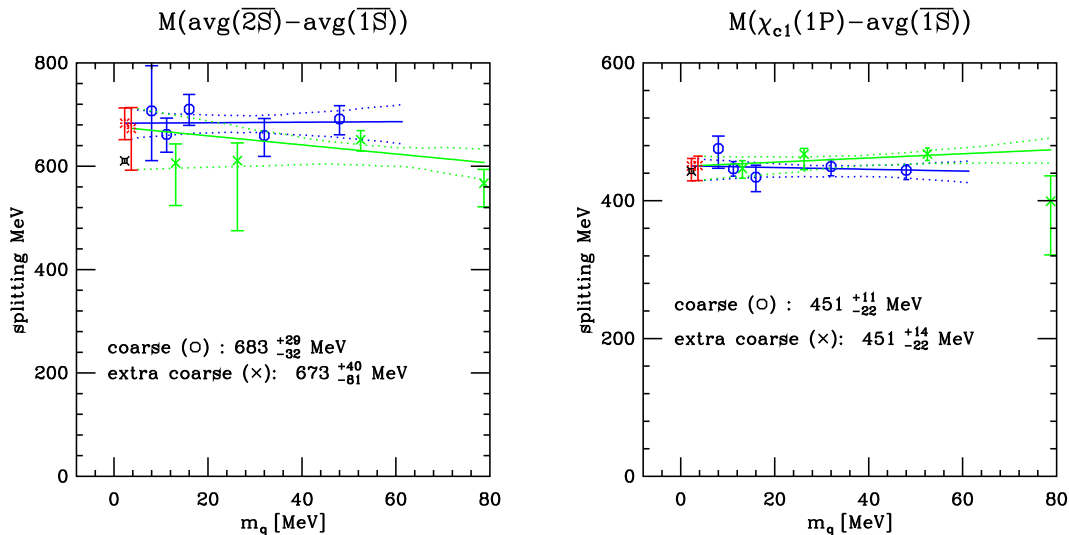 M(avg(2S)−avg(1S))
800
600
400
200
0
splitting MeV
coarse (○) : 683 +29 −32 MeV
extra coarse (×): 673 +40 −81 MeV
0 20 40 60 80
m_q [MeV]
M(χ_c1(1P)−avg(1S))
600
400
200
0
splitting MeV
coarse (○) : 451 +11 −22 MeV
extra coarse (×): 451 +14 −22 MeV
0 20 40 60 80
m_q [MeV]